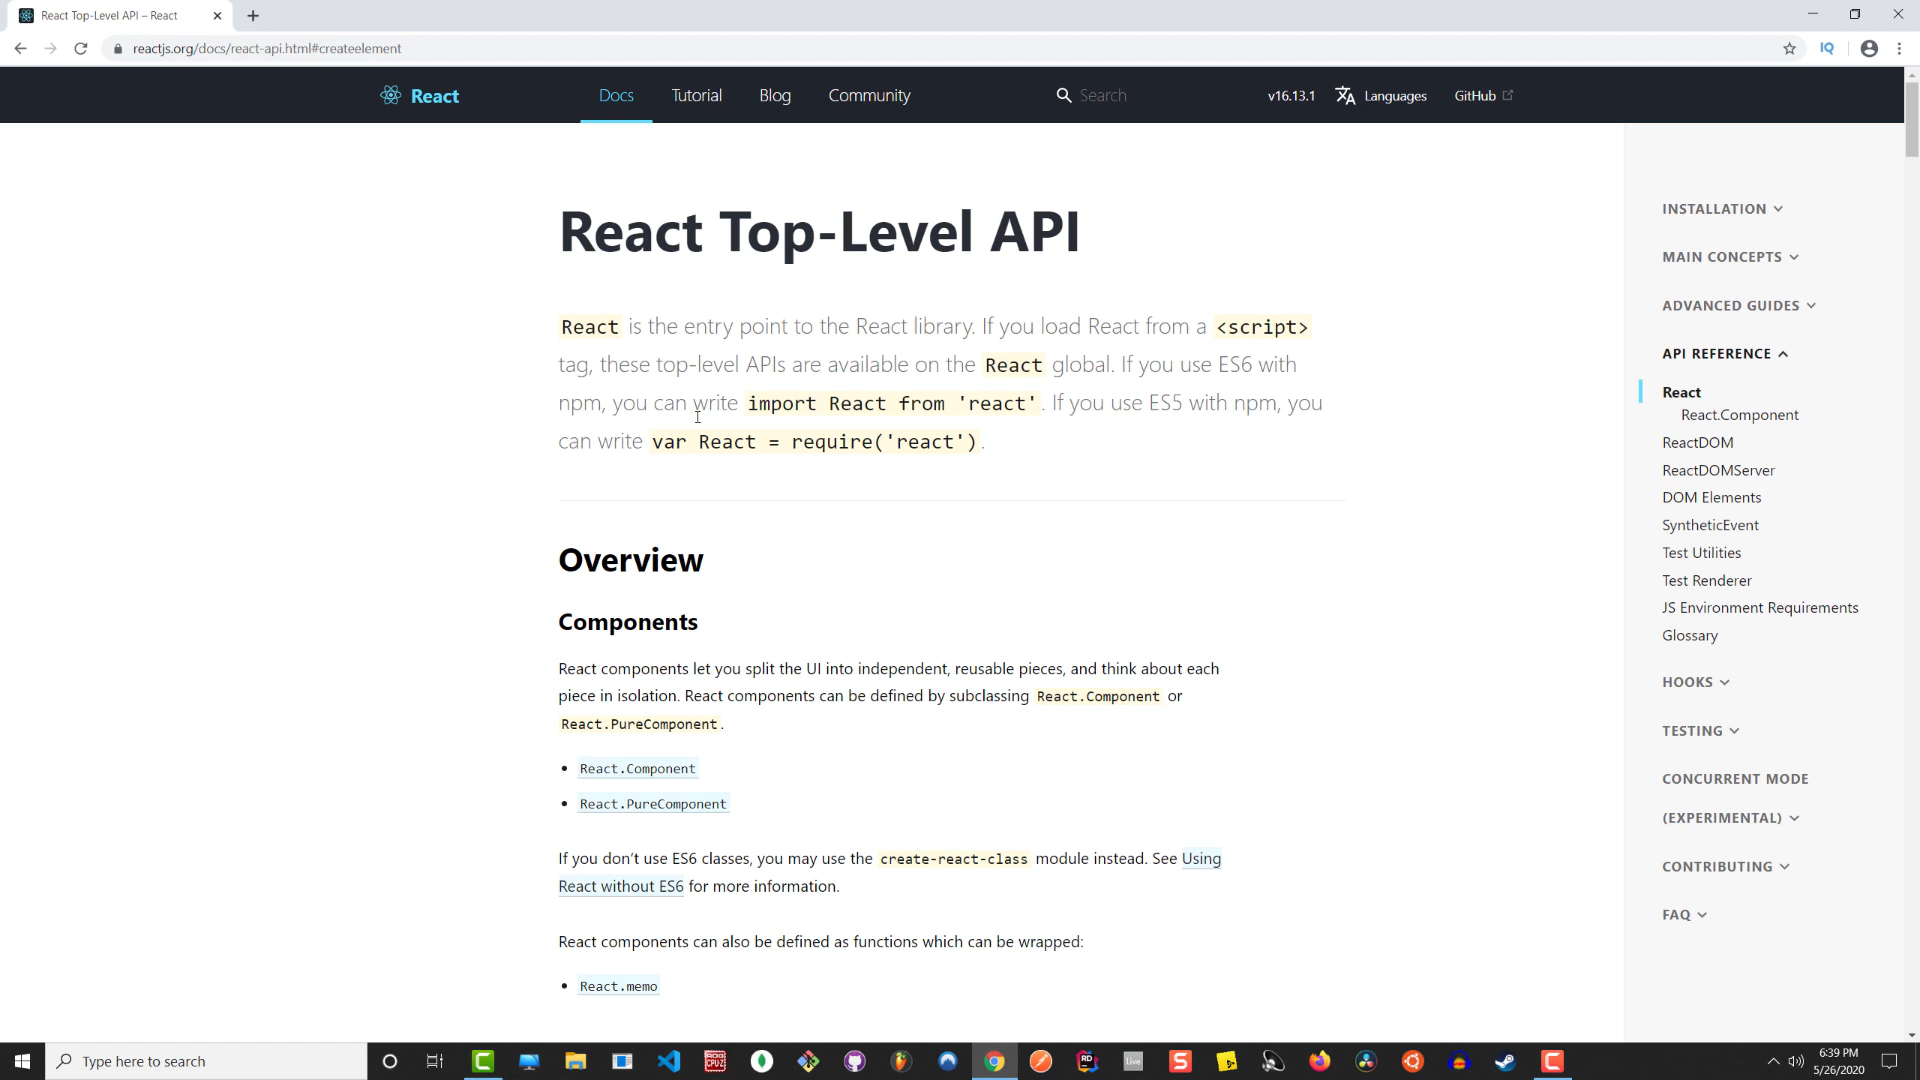 React Top-Level API – React
reactjs.org/docs/react-api.html#createelement
IQ
React
Docs
Tutorial
Blog
Community
Search
v16.13.1
Languages
GitHub
React Top-Level API
React is the entry point to the React library. If you load React from a <script>
tag, these top-level APIs are available on the React global. If you use ES6 with
npm, you can write import React from 'react'. If you use ES5 with npm, you
can write var React = require('react').
Overview
Components
React components let you split the UI into independent, reusable pieces, and think about each
piece in isolation. React components can be defined by subclassing React.Component or
React.PureComponent.
• React.Component
• React.PureComponent
If you don’t use ES6 classes, you may use the create-react-class module instead. See Using
React without ES6 for more information.
React components can also be defined as functions which can be wrapped:
• React.memo
INSTALLATION
MAIN CONCEPTS
ADVANCED GUIDES
API REFERENCE
React
React.Component
ReactDOM
ReactDOMServer
DOM Elements
SyntheticEvent
Test Utilities
Test Renderer
JS Environment Requirements
Glossary
HOOKS
TESTING
CONCURRENT MODE
(EXPERIMENTAL)
CONTRIBUTING
FAQ
Type here to search
6:39 PM
5/26/2020